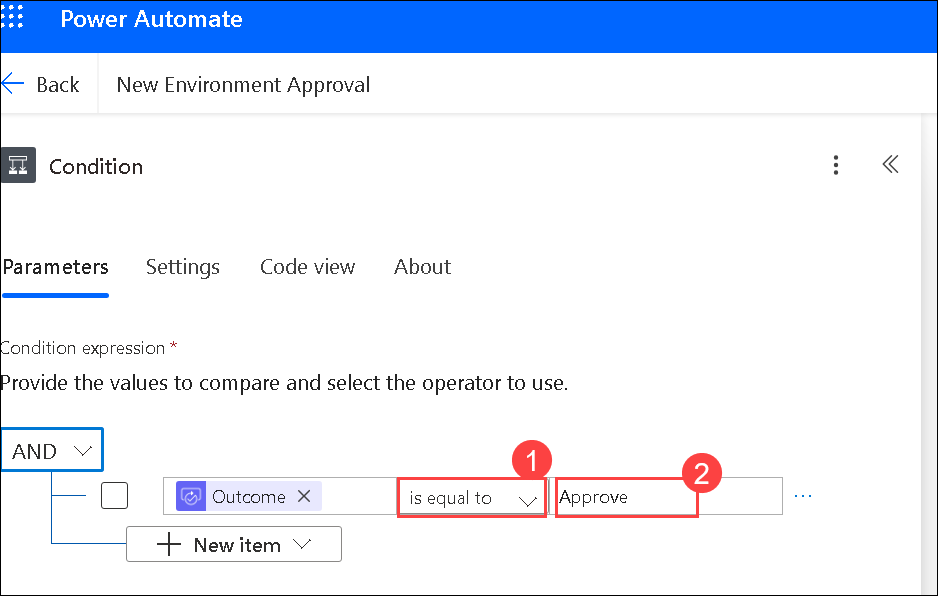 Power Automate
Back New Environment Approval
Condition
Parameters Settings Code view About
Condition expression *
Provide the values to compare and select the operator to use.
AND
1 2
Outcome is equal to Approve
New item